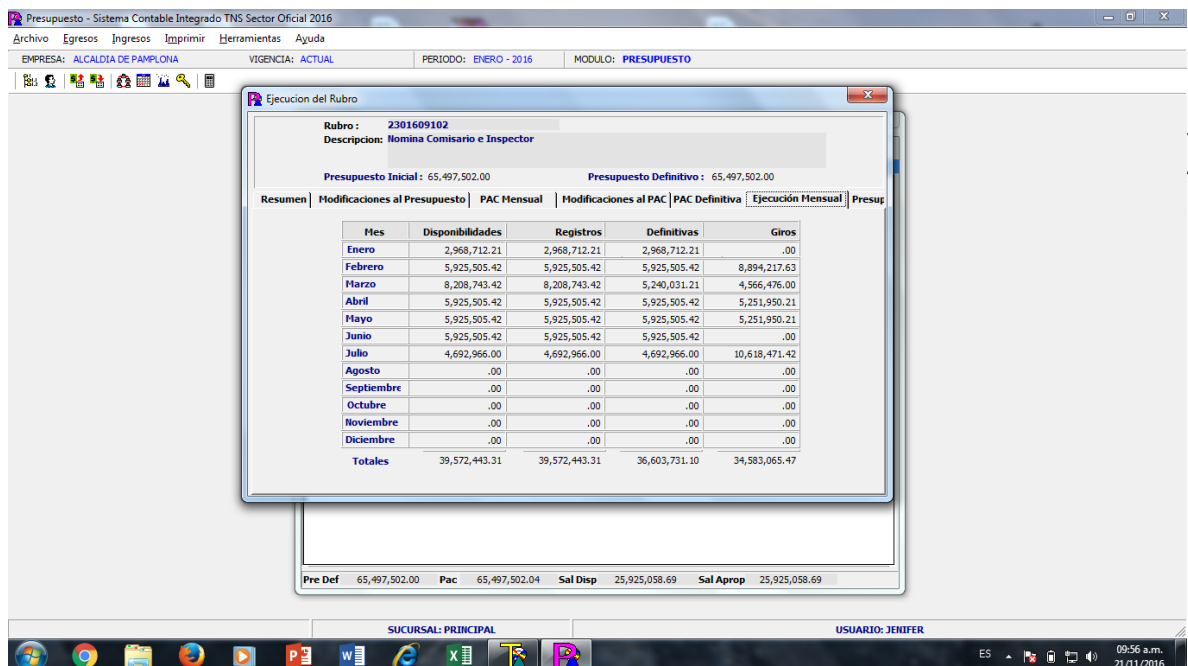 Presupuesto - Sistema Contable Integrado TNS Sector Oficial 2016
Archivo Egresos Ingresos Imprimir Herramientas Ayuda
EMPRESA: ALCALDIA DE PAMPLONA VIGENCIA: ACTUAL PERIODO: ENERO - 2016 MODULO: PRESUPUESTO
Ejecucion del Rubro
Rubro : 2301609102
Descripcion: Nomina Comisario e Inspector
Presupuesto Inicial : 65,497,502.00 Presupuesto Definitivo : 65,497,502.00
Resumen Modificaciones al Presupuesto PAC Mensual Modificaciones al PAC PAC Definitiva Ejecución Mensual Presup
Mes Disponibilidades Registros Definitivas Giros
Enero 2,968,712.21 2,968,712.21 2,968,712.21 .00
Febrero 5,925,505.42 5,925,505.42 5,925,505.42 8,894,217.63
Marzo 8,208,743.42 8,208,743.42 5,240,031.21 4,566,476.00
Abril 5,925,505.42 5,925,505.42 5,925,505.42 5,251,950.21
Mayo 5,925,505.42 5,925,505.42 5,925,505.42 5,251,950.21
Junio 5,925,505.42 5,925,505.42 5,925,505.42 .00
Julio 4,692,966.00 4,692,966.00 4,692,966.00 10,618,471.42
Agosto .00 .00 .00 .00
Septiembre .00 .00 .00 .00
Octubre .00 .00 .00 .00
Noviembre .00 .00 .00 .00
Diciembre .00 .00 .00 .00
Totales 39,572,443.31 39,572,443.31 36,603,731.10 34,583,065.47
Pre Def 65,497,502.00 Pac 65,497,502.04 Sal Disp 25,925,058.69 Sal Aprop 25,925,058.69
SUCURSAL: PRINCIPAL USUARIO: JENIFER
ES 09:56 a.m.
21/11/2016